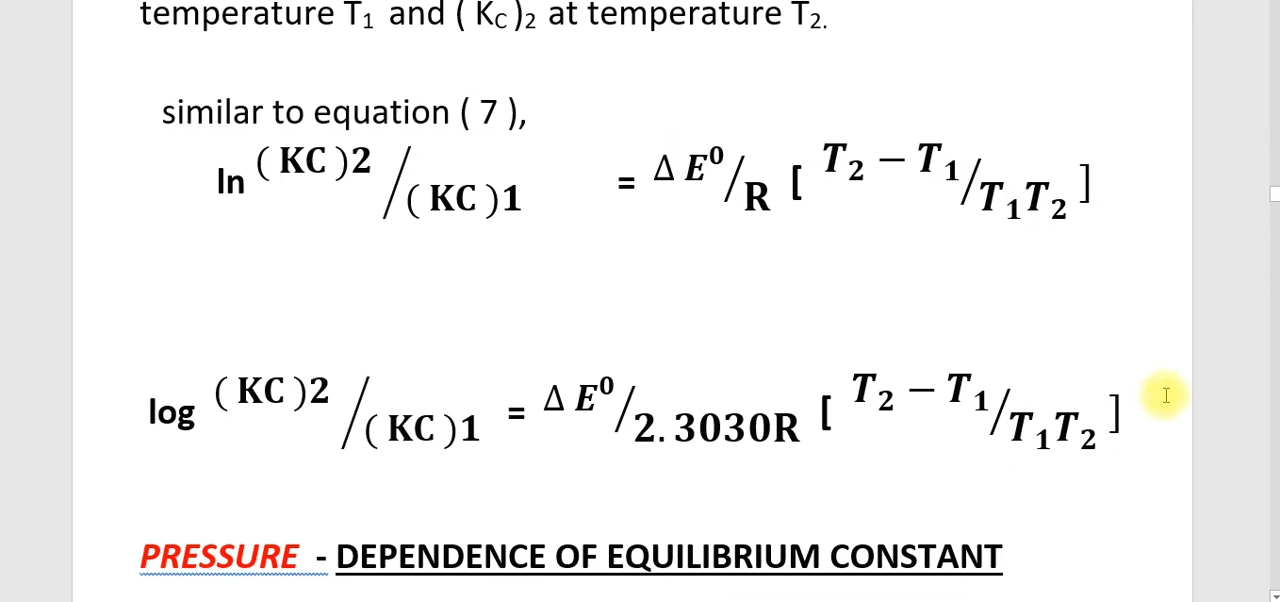 temperature T₁ and ( K꜀ )₂ at temperature T₂.
similar to equation ( 7 ),
ln ( KC )2 / ( KC )1 = Δ E⁰ / R [ T₂ − T₁ / T₁T₂ ]
log ( KC )2 / ( KC )1 = Δ E⁰ / 2.3030R [ T₂ − T₁ / T₁T₂ ]
PRESSURE - DEPENDENCE OF EQUILIBRIUM CONSTANT